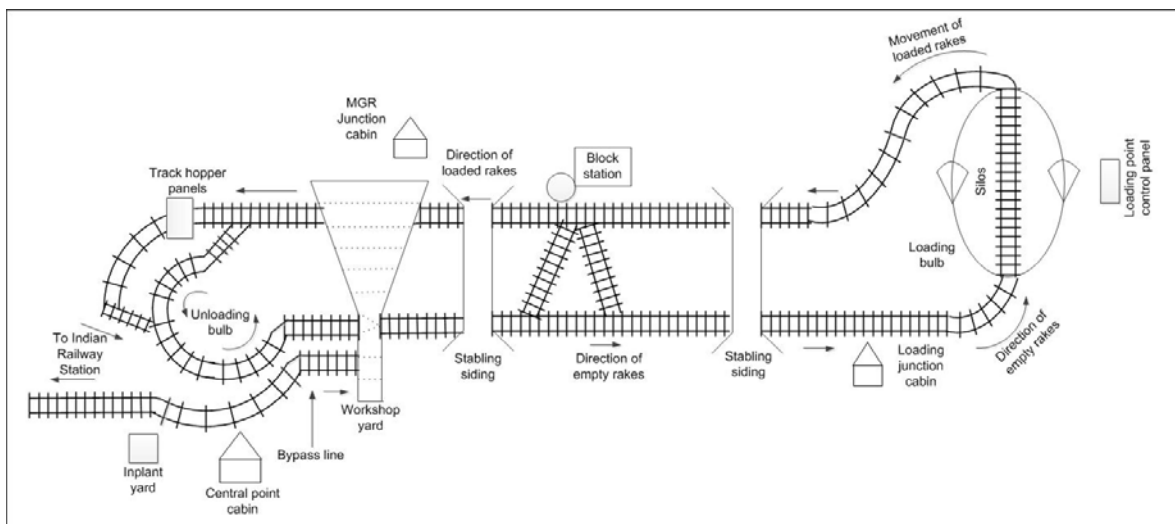 Movement of
loaded rakes
MGR
Junction
cabin
Direction of
loaded rakes
Block
station
Track hopper
panels
Silos
Loading point
control panel
Loading
bulb
Unloading
bulb
To Indian
Railway
Station
Stabling
siding
Direction of
empty rakes
Stabling
siding
Loading
junction
cabin
Direction of
empty rakes
Workshop
yard
Bypass line
Inplant
yard
Central point
cabin